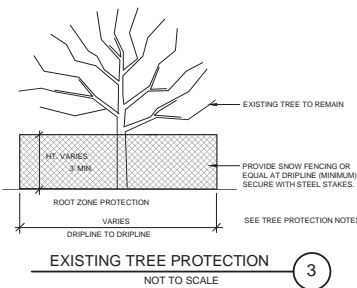 EXISTING TREE TO REMAIN
HT. VARIES
3' MIN.
PROVIDE SNOW FENCING OR
EQUAL AT DRIPLINE (MINIMUM)
SECURE WITH STEEL STAKES.
ROOT ZONE PROTECTION
VARIES
DRIPLINE TO DRIPLINE
SEE TREE PROTECTION NOTES
EXISTING TREE PROTECTION
NOT TO SCALE
3